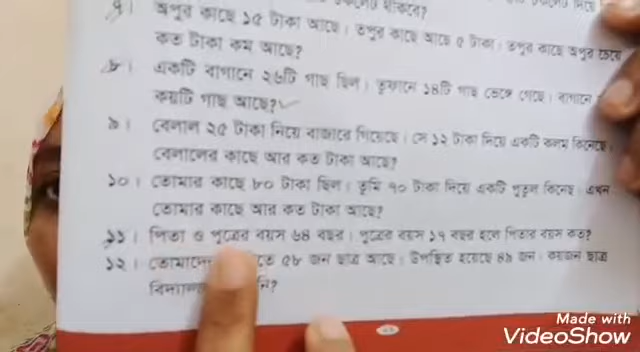 থাকবে?
৭। অপুর কাছে ১৫ টাকা আছে। তপুর কাছে আছে ৫ টাকা। তপুর কাছে অপুর চেয়ে
কত টাকা কম আছে?
৮। একটি বাগানে ২৬টি গাছ ছিল। তুফানে ১৪টি গাছ ভেঙ্গে গেছে। বাগানে
কয়টি গাছ আছে?
৯। বেলাল ২৫ টাকা নিয়ে বাজারে গিয়েছে। সে ১২ টাকা দিয়ে একটি কলম কিনেছে।
বেলালের কাছে আর কত টাকা আছে?
১০। তোমার কাছে ৮০ টাকা ছিল। তুমি ৭০ টাকা দিয়ে একটি পুতুল কিনেছ। এখন
তোমার কাছে আর কত টাকা আছে?
১১। পিতা ও পুত্রের বয়স ৬৪ বছর। পুত্রের বয়স ১৭ বছর হলে পিতার বয়স কত?
১২। ৫৮ জন ছাত্র আছে। উপস্থিত হয়েছে ৪৯ জন। কয়জন ছাত্র
নি?
Made with
VideoShow